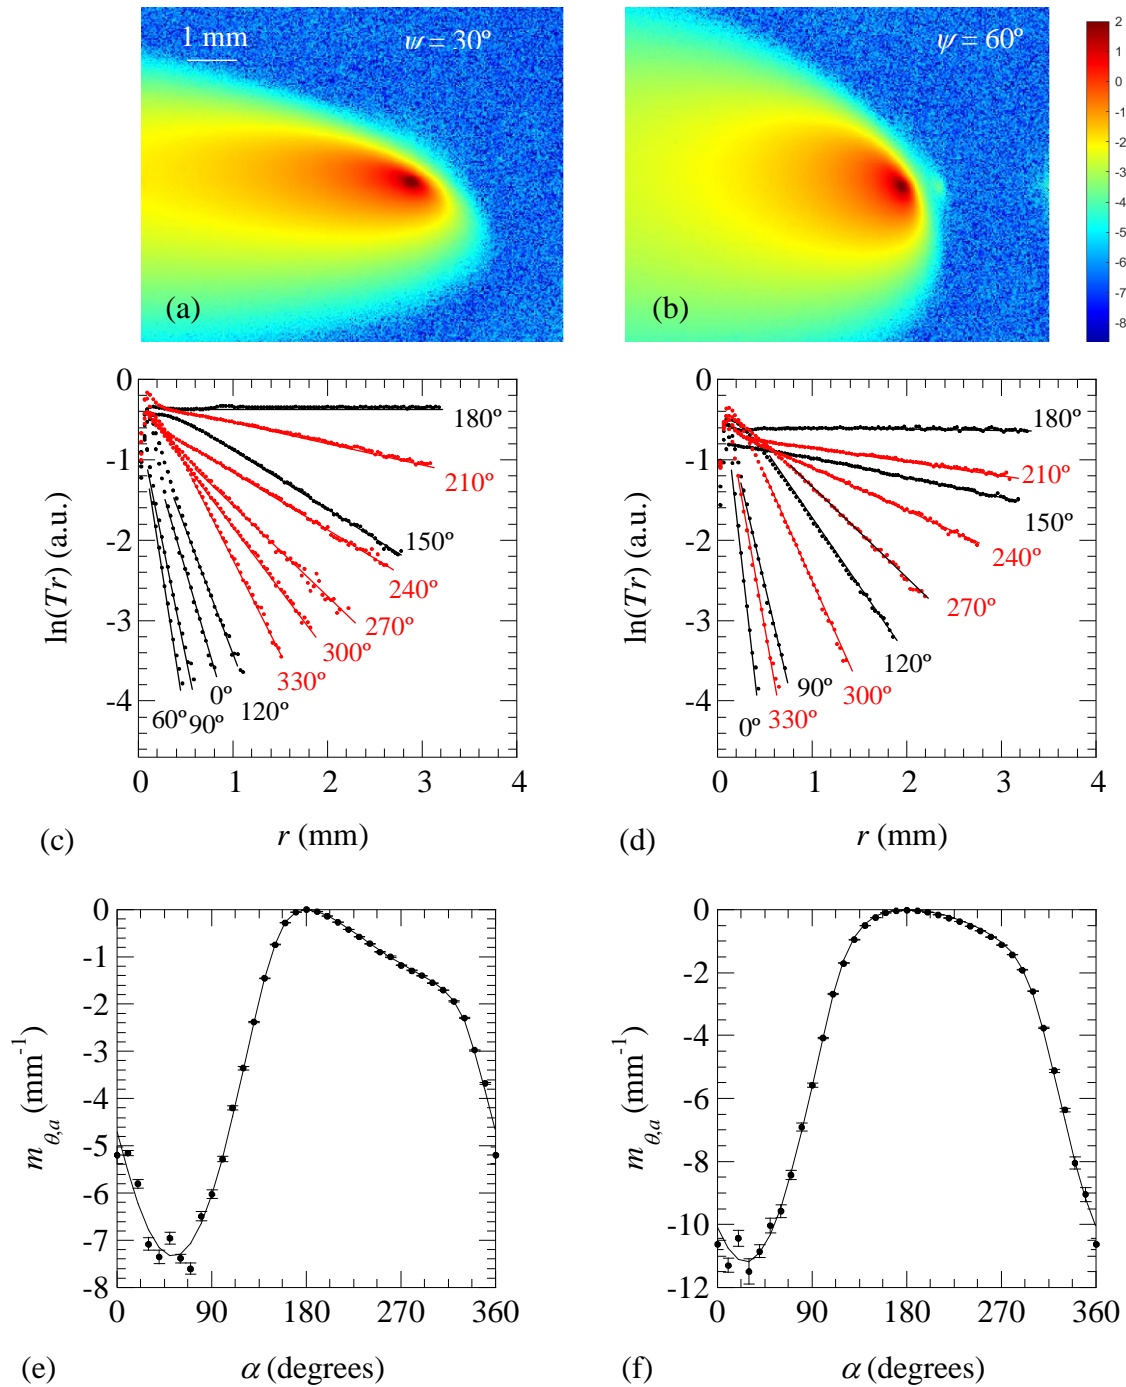 1 mm
ψ = 30º
(a)
ψ = 60º
(b)
2
1
0
-1
-2
-3
-4
-5
-6
-7
-8
0
-1
-2
-3
-4
ln(Tr) (a.u.)
180º
210º
150º
240º
270º
300º
330º
0º
120º
60º
90º
0
1
2
3
4
r (mm)
(c)
0
-1
-2
-3
-4
ln(Tr) (a.u.)
180º
210º
150º
240º
270º
120º
300º
90º
330º
0º
0
1
2
3
4
r (mm)
(d)
0
-1
-2
-3
-4
-5
-6
-7
-8
m θ,a (mm-1)
0
90
180
270
360
α (degrees)
(e)
0
-2
-4
-6
-8
-10
-12
m θ,a (mm-1)
0
90
180
270
360
α (degrees)
(f)